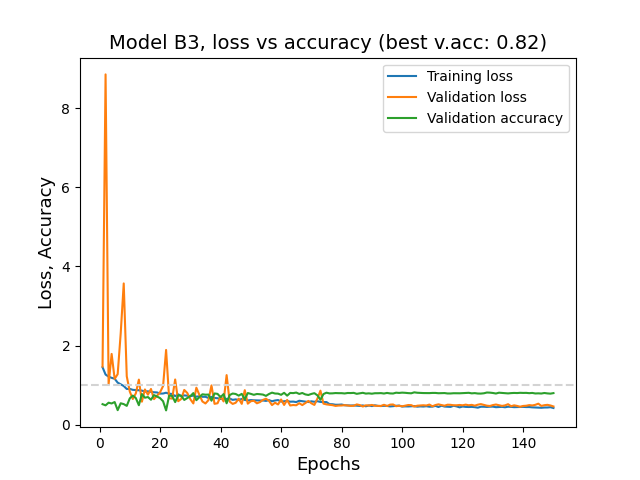 Model B3, loss vs accuracy (best v.acc: 0.82)
Training loss
Validation loss
Validation accuracy
Loss, Accuracy
8
6
4
2
0
0 20 40 60 80 100 120 140
Epochs